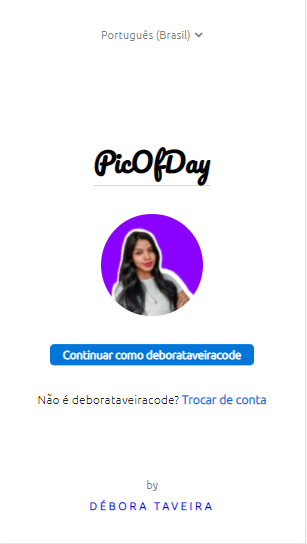 Português (Brasil)
PicOfDay
Continuar como deborataveiracode
Não é deborataveiracode? Trocar de conta
by
DÉBORA TAVEIRA